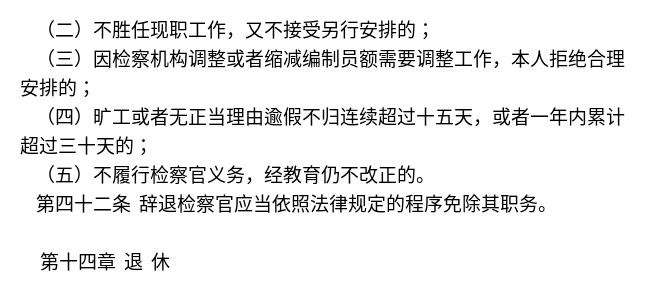 （二）不胜任现职工作，又不接受另行安排的；
（三）因检察机构调整或者缩减编制员额需要调整工作，本人拒绝合理
安排的；
（四）旷工或者无正当理由逾假不归连续超过十五天，或者一年内累计
超过三十天的；
（五）不履行检察官义务，经教育仍不改正的。
第四十二条 辞退检察官应当依照法律规定的程序免除其职务。
第十四章 退 休